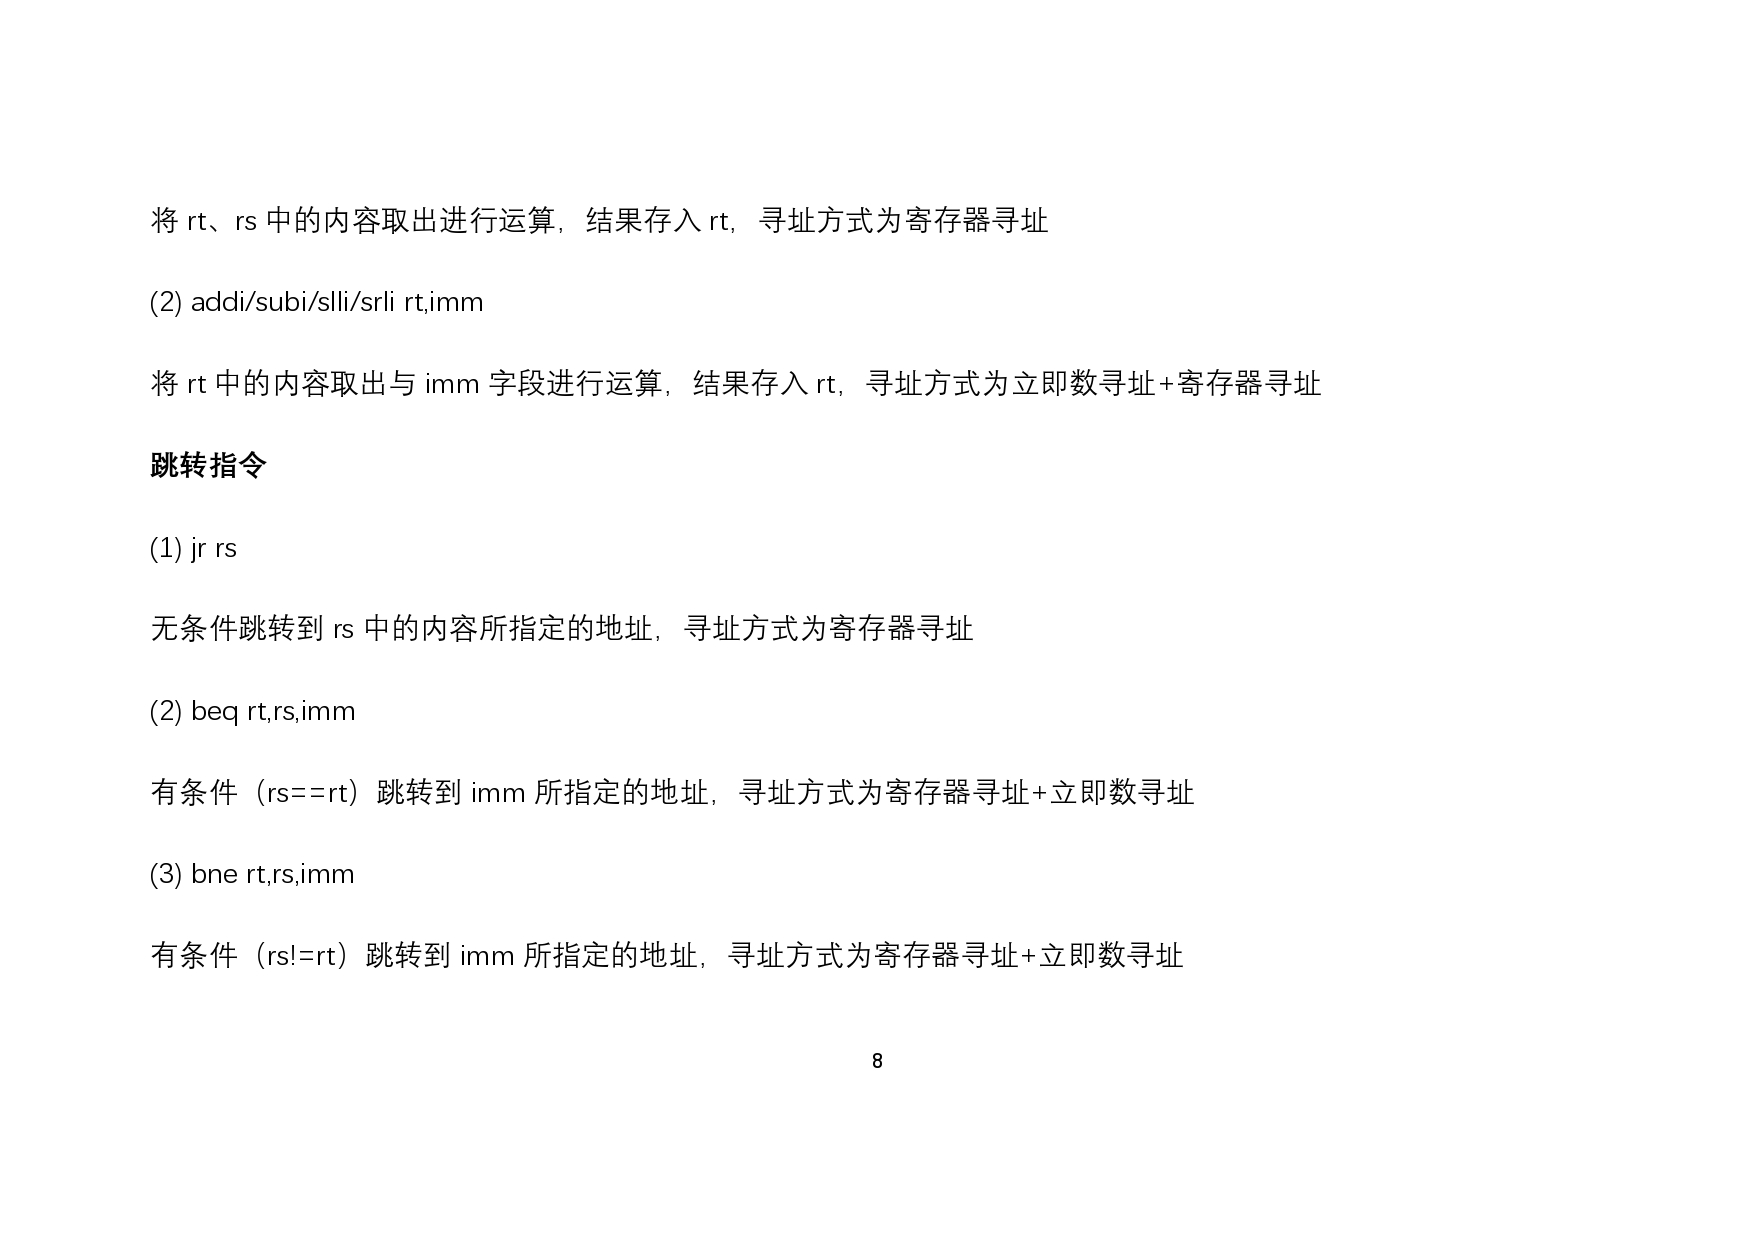 将 rt、rs 中的内容取出进行运算，结果存入 rt，寻址方式为寄存器寻址
(2) addi/subi/slli/srli rt,imm
将 rt 中的内容取出与 imm 字段进行运算，结果存入 rt，寻址方式为立即数寻址+寄存器寻址
跳转指令
(1) jr rs
无条件跳转到 rs 中的内容所指定的地址，寻址方式为寄存器寻址
(2) beq rt,rs,imm
有条件（rs==rt）跳转到 imm 所指定的地址，寻址方式为寄存器寻址+立即数寻址
(3) bne rt,rs,imm
有条件（rs!=rt）跳转到 imm 所指定的地址，寻址方式为寄存器寻址+立即数寻址
8